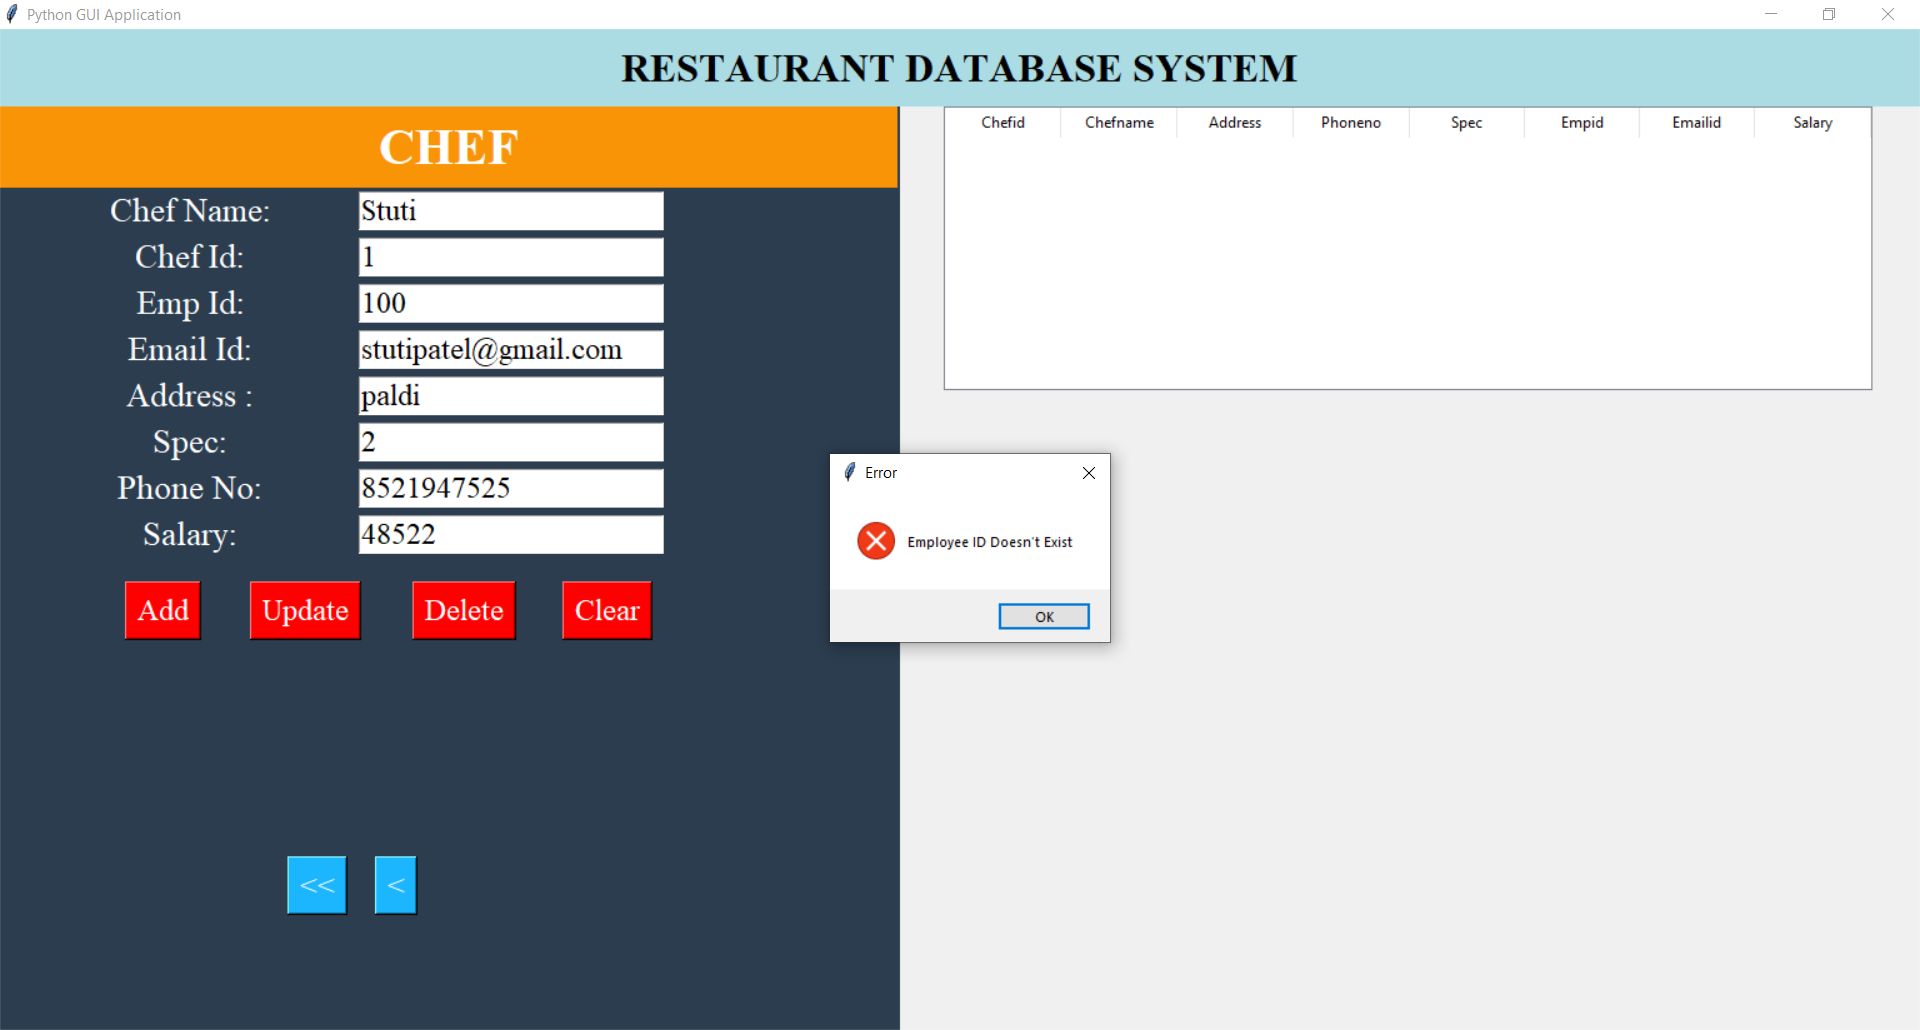 Python GUI Application
RESTAURANT DATABASE SYSTEM
CHEF
Chef Name: Stuti
Chef Id: 1
Emp Id: 100
Email Id: stutipatel@gmail.com
Address : paldi
Spec: 2
Phone No: 8521947525
Salary: 48522
Add Update Delete Clear
<< <
Chefid Chefname Address Phoneno Spec Empid Emailid Salary
Error
Employee ID Doesn't Exist
OK